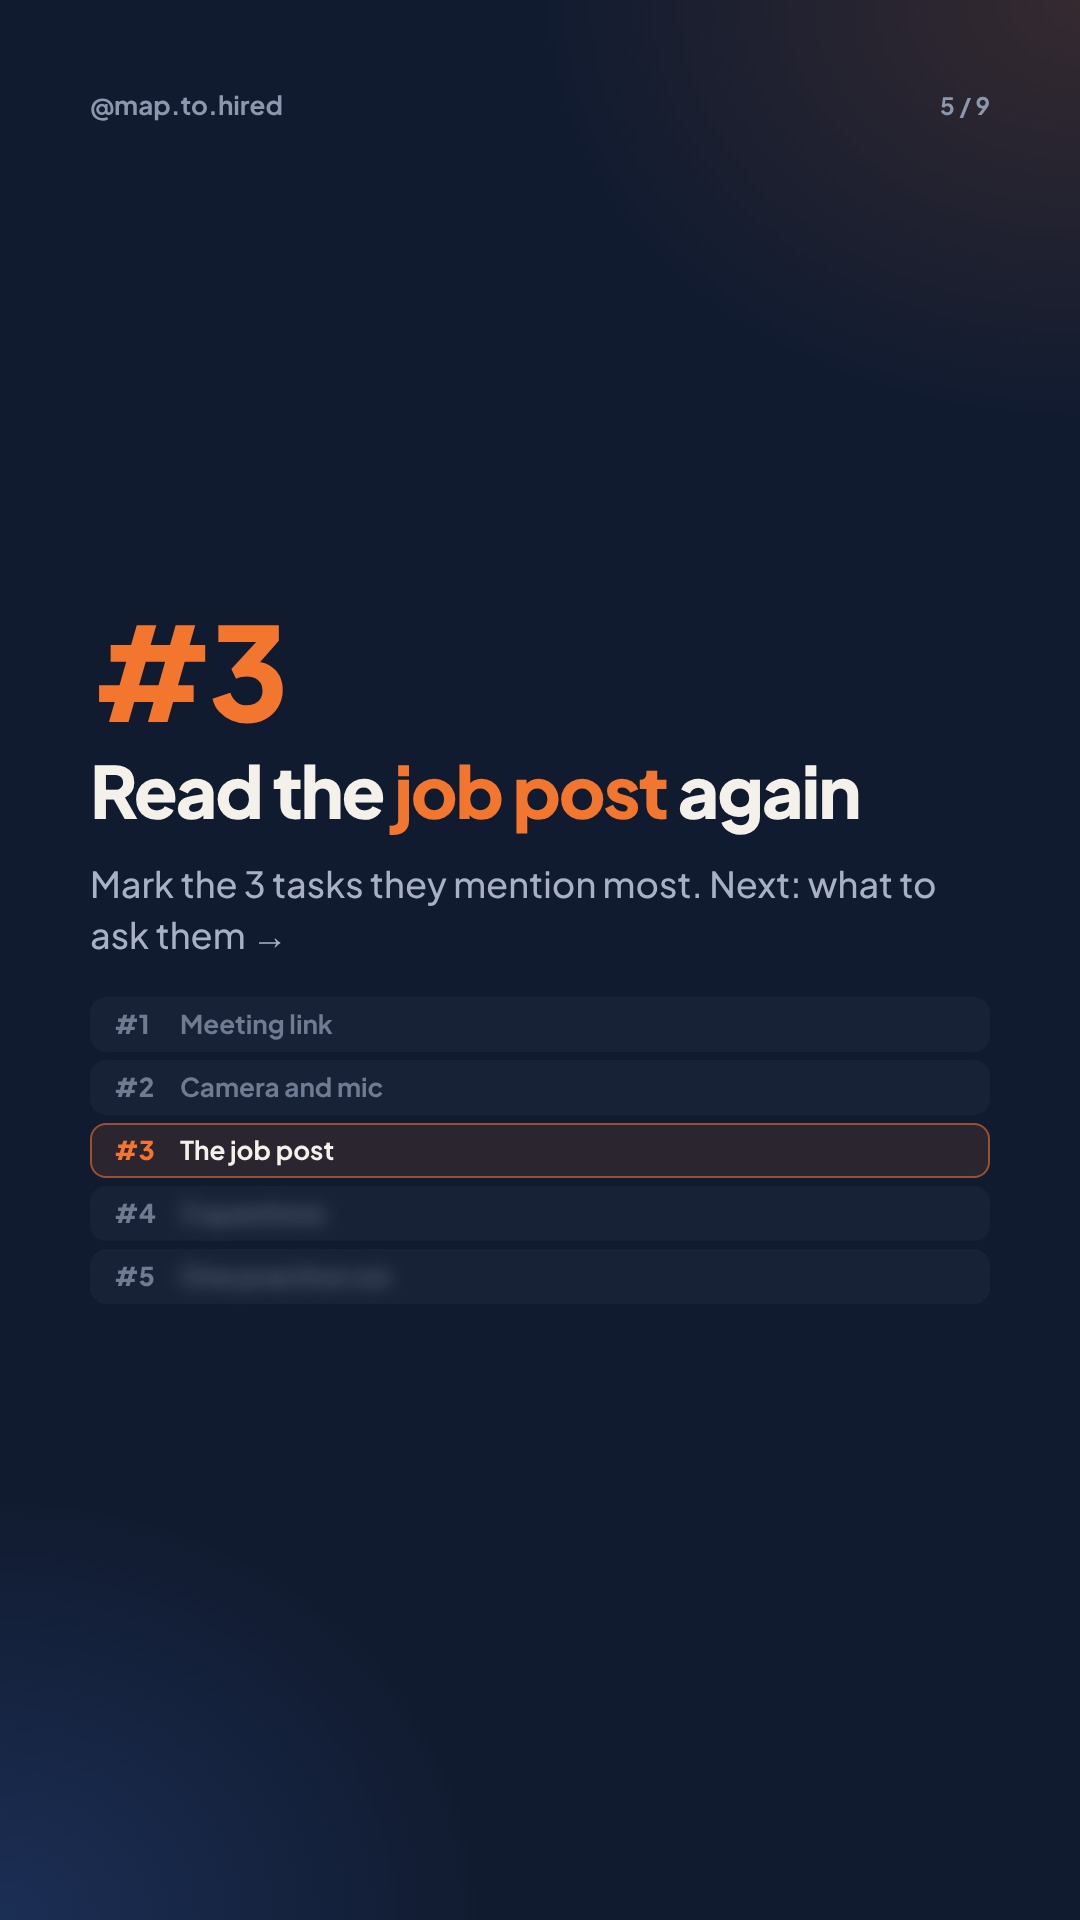 @map.to.hired
5 / 9
#3
Read the job post again
Mark the 3 tasks they mention most. Next: what to
ask them →
#1 Meeting link
#2 Camera and mic
#3 The job post
#4
#5